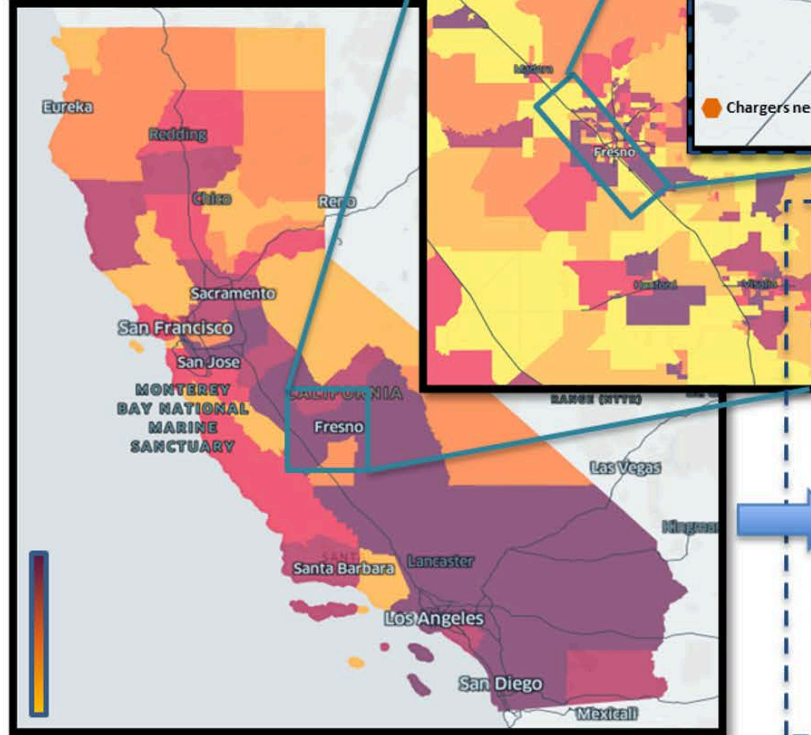 Eureka
Redding
Chico
Reno
Sacramento
San Francisco
San Jose
MONTEREY
BAY NATIONAL
MARINE
SANCTUARY
CALIFORNIA
Fresno
Las Vegas
Santa Barbara
Lancaster
Los Angeles
San Diego
Mexicali
Madera
Fresno
Hanford
Visalia
Chargers ne
RANGE (NTTR)